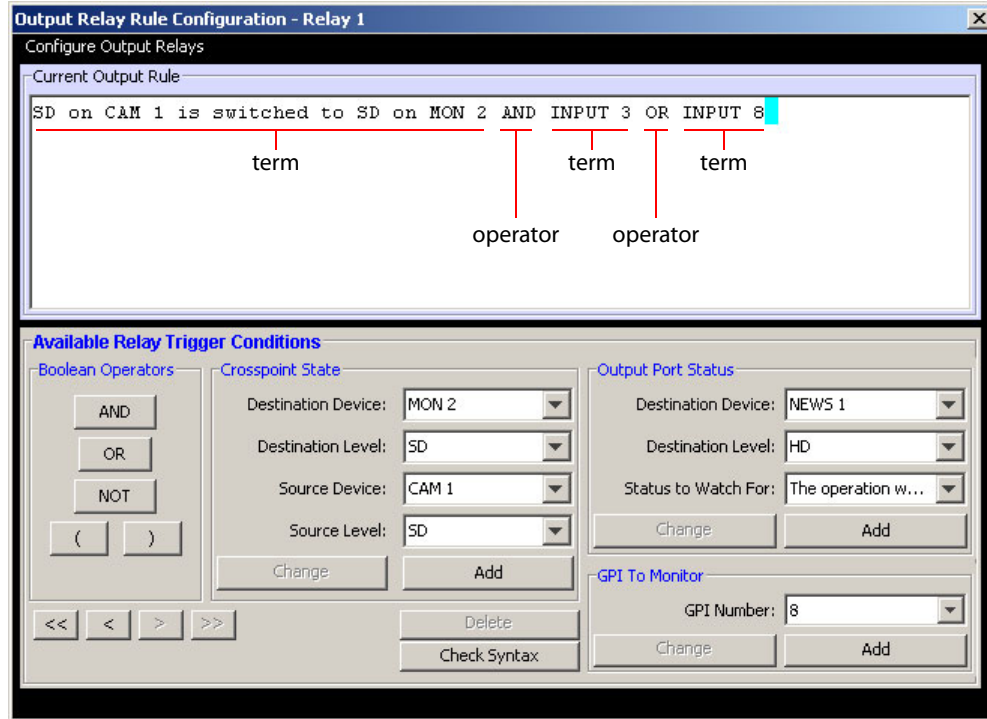 Output Relay Rule Configuration - Relay 1
Configure Output Relays
Current Output Rule
SD on CAM 1 is switched to SD on MON 2 AND INPUT 3 OR INPUT 8
term term term
operator operator
Available Relay Trigger Conditions
Boolean Operators
AND
OR
NOT
( )
Crosspoint State
Destination Device: MON 2
Destination Level: SD
Source Device: CAM 1
Source Level: SD
Change Add
Output Port Status
Destination Device: NEWS 1
Destination Level: HD
Status to Watch For: The operation w...
Change Add
GPI To Monitor
GPI Number: 8
Change Add
<< < > >>
Delete
Check Syntax